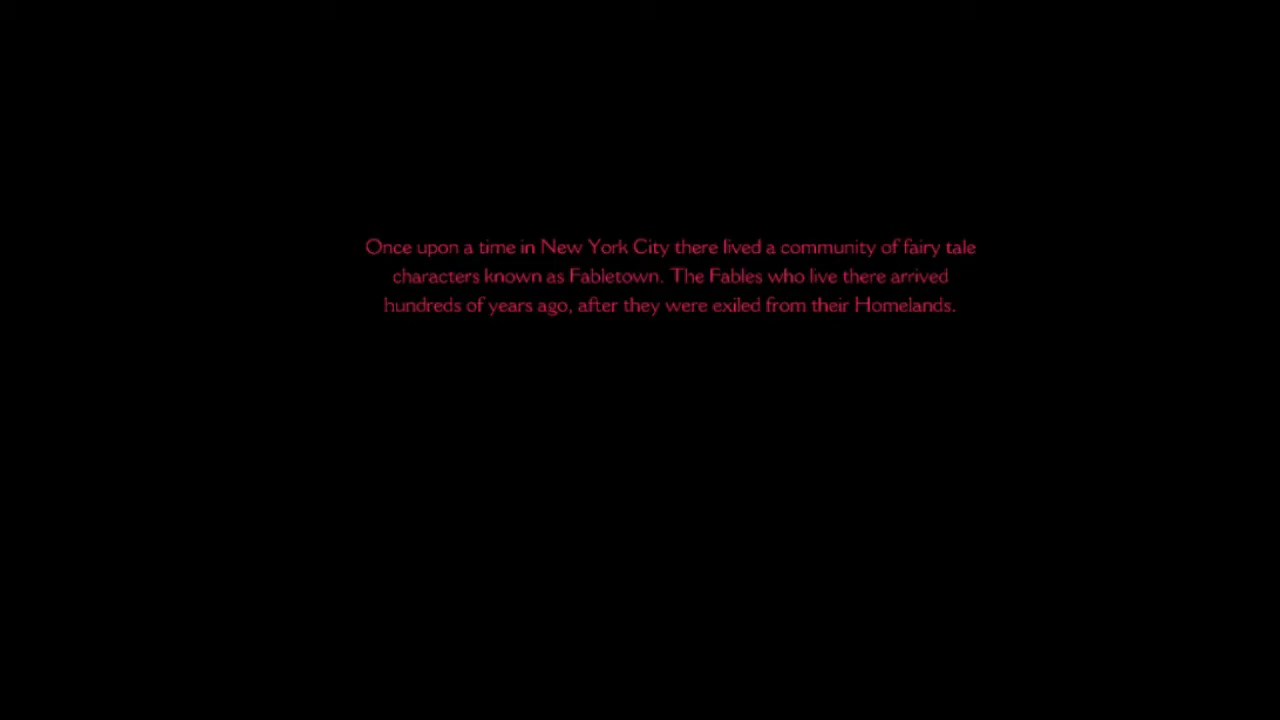 Once upon a time in New York City there lived a community of fairy tale
characters known as Fabletown. The Fables who live there arrived
hundreds of years ago, after they were exiled from their Homelands.